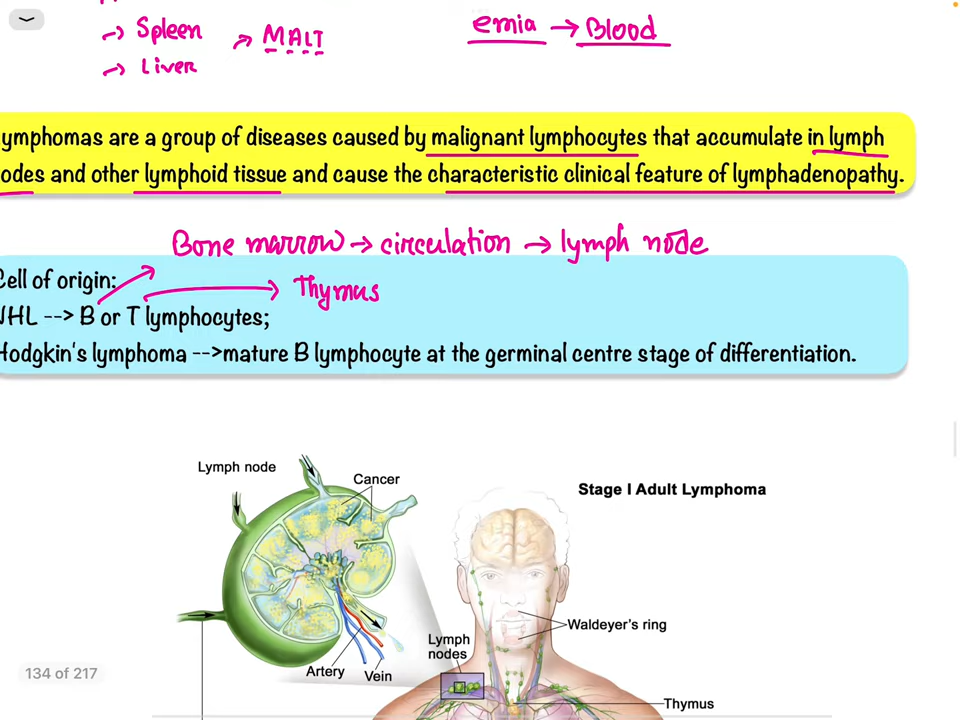 → Spleen → MALT
→ Liver
emia → Blood
ymphomas are a group of diseases caused by malignant lymphocytes that accumulate in lymph
odes and other lymphoid tissue and cause the characteristic clinical feature of lymphadenopathy.
Bone marrow → circulation → lymph node
Cell of origin:
→ Thymus
NHL --> B or T lymphocytes;
Hodgkin's lymphoma -->mature B lymphocyte at the germinal centre stage of differentiation.
Lymph node
Cancer
Stage I Adult Lymphoma
Waldeyer's ring
Lymph
nodes
Artery
Vein
134 of 217
Thymus